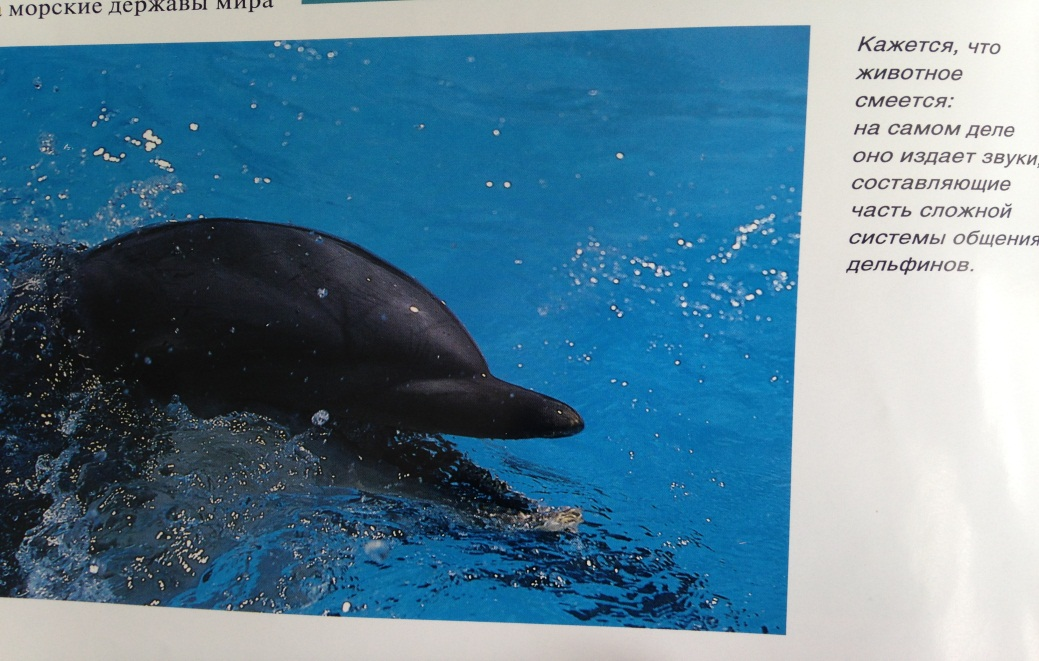 морские державы мира
Кажется, что
животное
смеется:
на самом деле
оно издает звуки,
составляющие
часть сложной
системы общения
дельфинов.